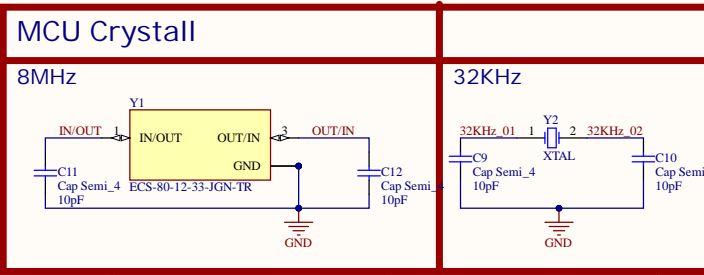 MCU Crystall
8MHz
Y1
IN/OUT 1 IN/OUT OUT/IN 3 OUT/IN
GND
C11
Cap Semi_4
10pF
ECS-80-12-33-JGN-TR
C12
Cap Semi_4
10pF
GND
32KHz
Y2
32KHz_01 1 2 32KHz_02
XTAL
C9
Cap Semi_4
10pF
C10
Cap Semi
10pF
GND